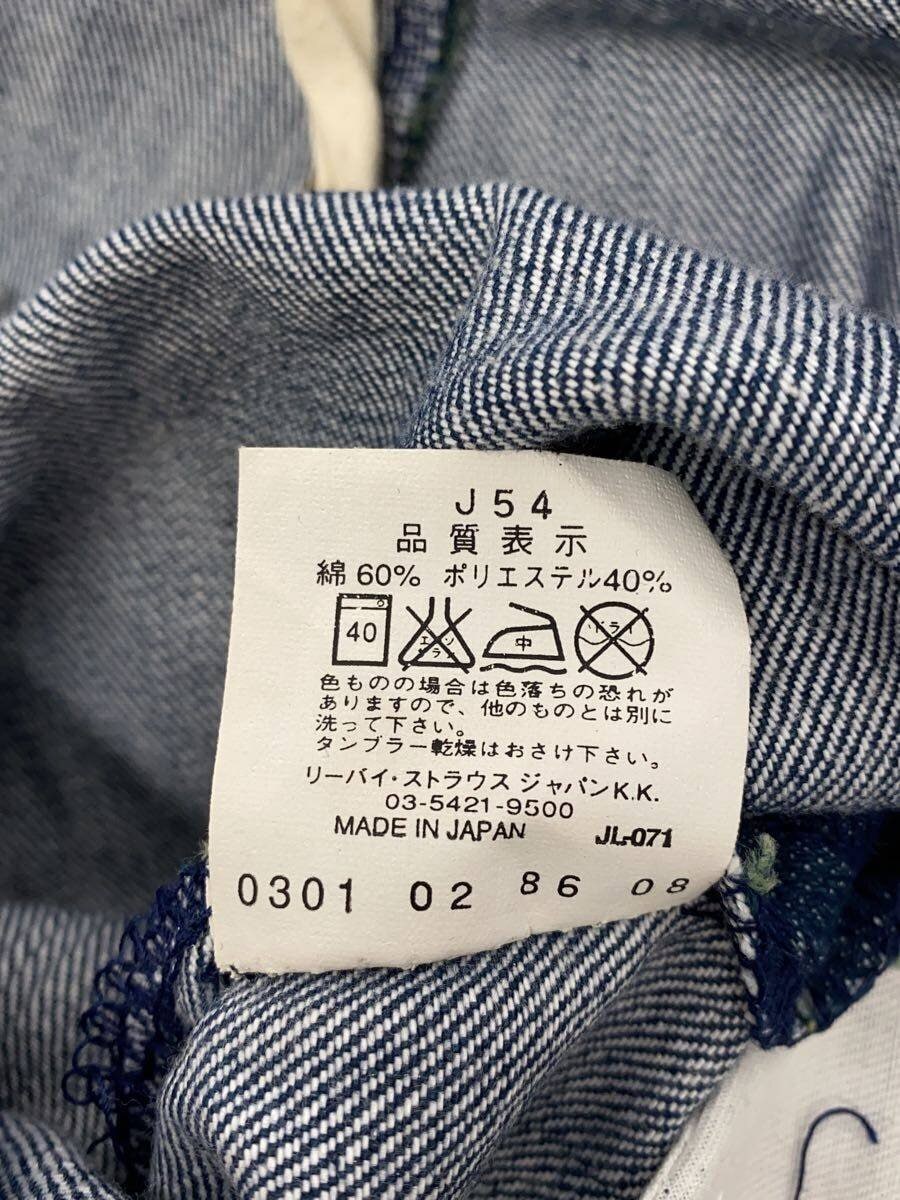 J54
品質表示
綿 60% ポリエステル40%
40 エンソ サラシ 中 ドライ
色ものの場合は色落ちの恐れが
ありますので、他のものとは別に
洗って下さい。
タンブラー乾燥はおさけ下さい。
リーバイ・ストラウス ジャパンK.K.
03-5421-9500
MADE IN JAPAN JL-071
0301 02 86 08